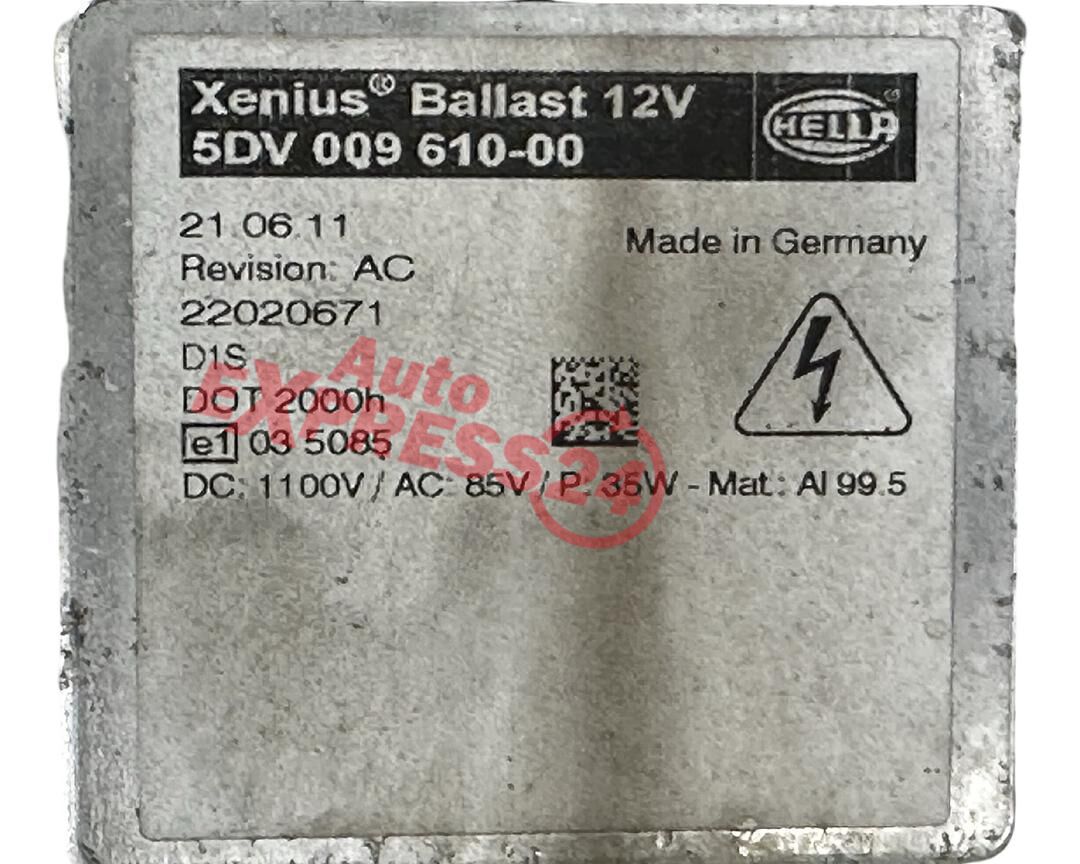 Xenius® Ballast 12V
5DV 009 610-00
HELLA
21.06.11
Revision: AC
Made in Germany
22020671
D1S
DOT 2000h
e1 03 5085
DC: 1100V / AC: 85V / P: 35W - Mat.: Al 99.5
Auto
EXPRESS24